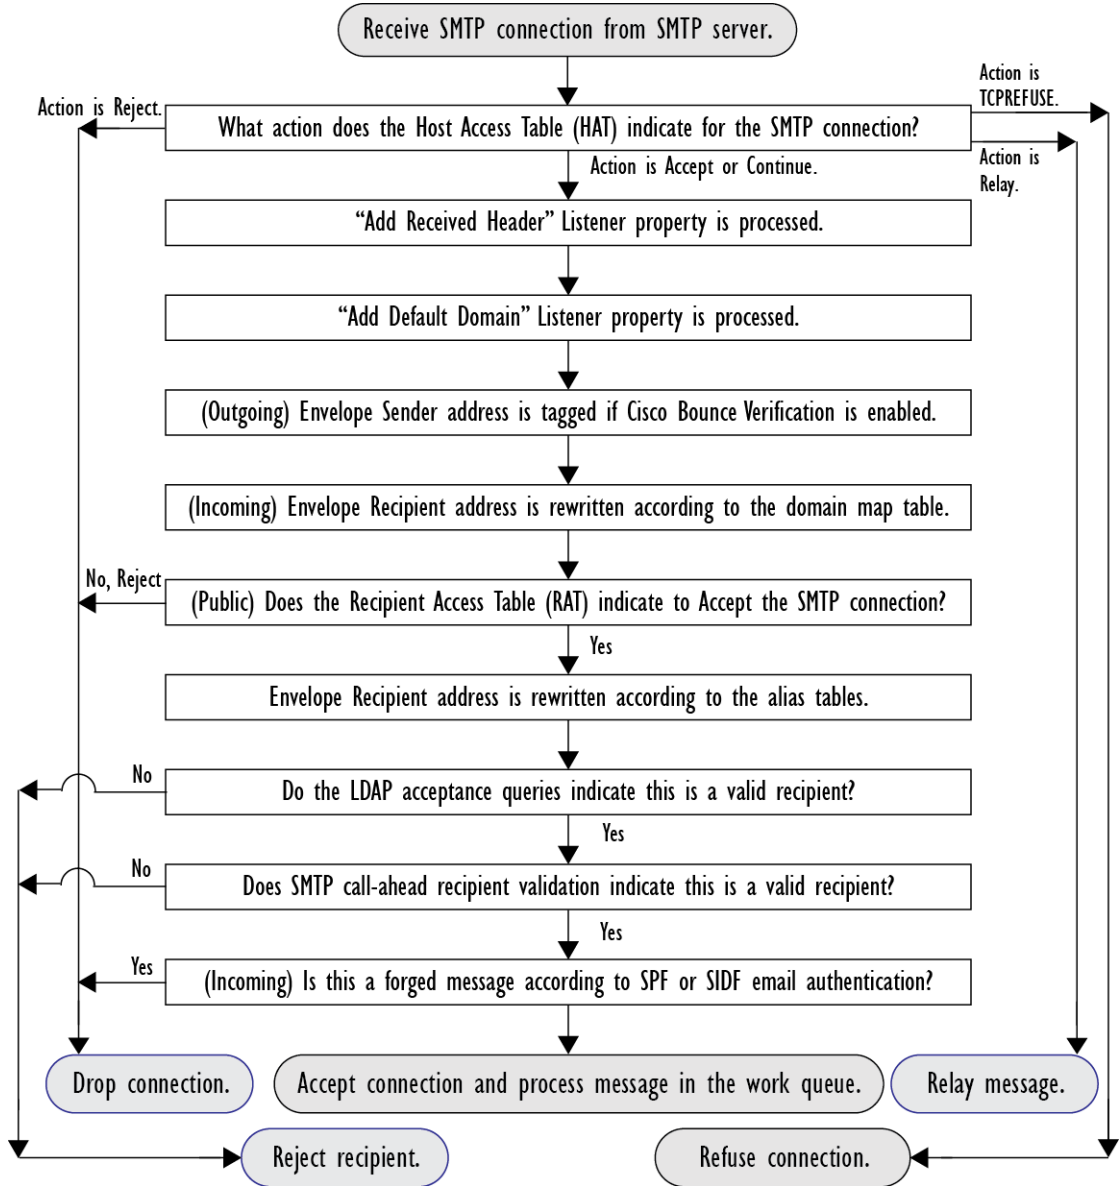 Receive SMTP connection from SMTP server.
Action is
TCPREFUSE.
Action is Reject.
What action does the Host Access Table (HAT) indicate for the SMTP connection?
Action is Accept or Continue.
Action is
Relay.
“Add Received Header” Listener property is processed.
“Add Default Domain” Listener property is processed.
(Outgoing) Envelope Sender address is tagged if Cisco Bounce Verification is enabled.
(Incoming) Envelope Recipient address is rewritten according to the domain map table.
No, Reject
(Public) Does the Recipient Access Table (RAT) indicate to Accept the SMTP connection?
Yes
Envelope Recipient address is rewritten according to the alias tables.
No
Do the LDAP acceptance queries indicate this is a valid recipient?
Yes
No
Does SMTP call-ahead recipient validation indicate this is a valid recipient?
Yes
Yes
(Incoming) Is this a forged message according to SPF or SIDF email authentication?
Drop connection.
Accept connection and process message in the work queue.
Relay message.
Reject recipient.
Refuse connection.